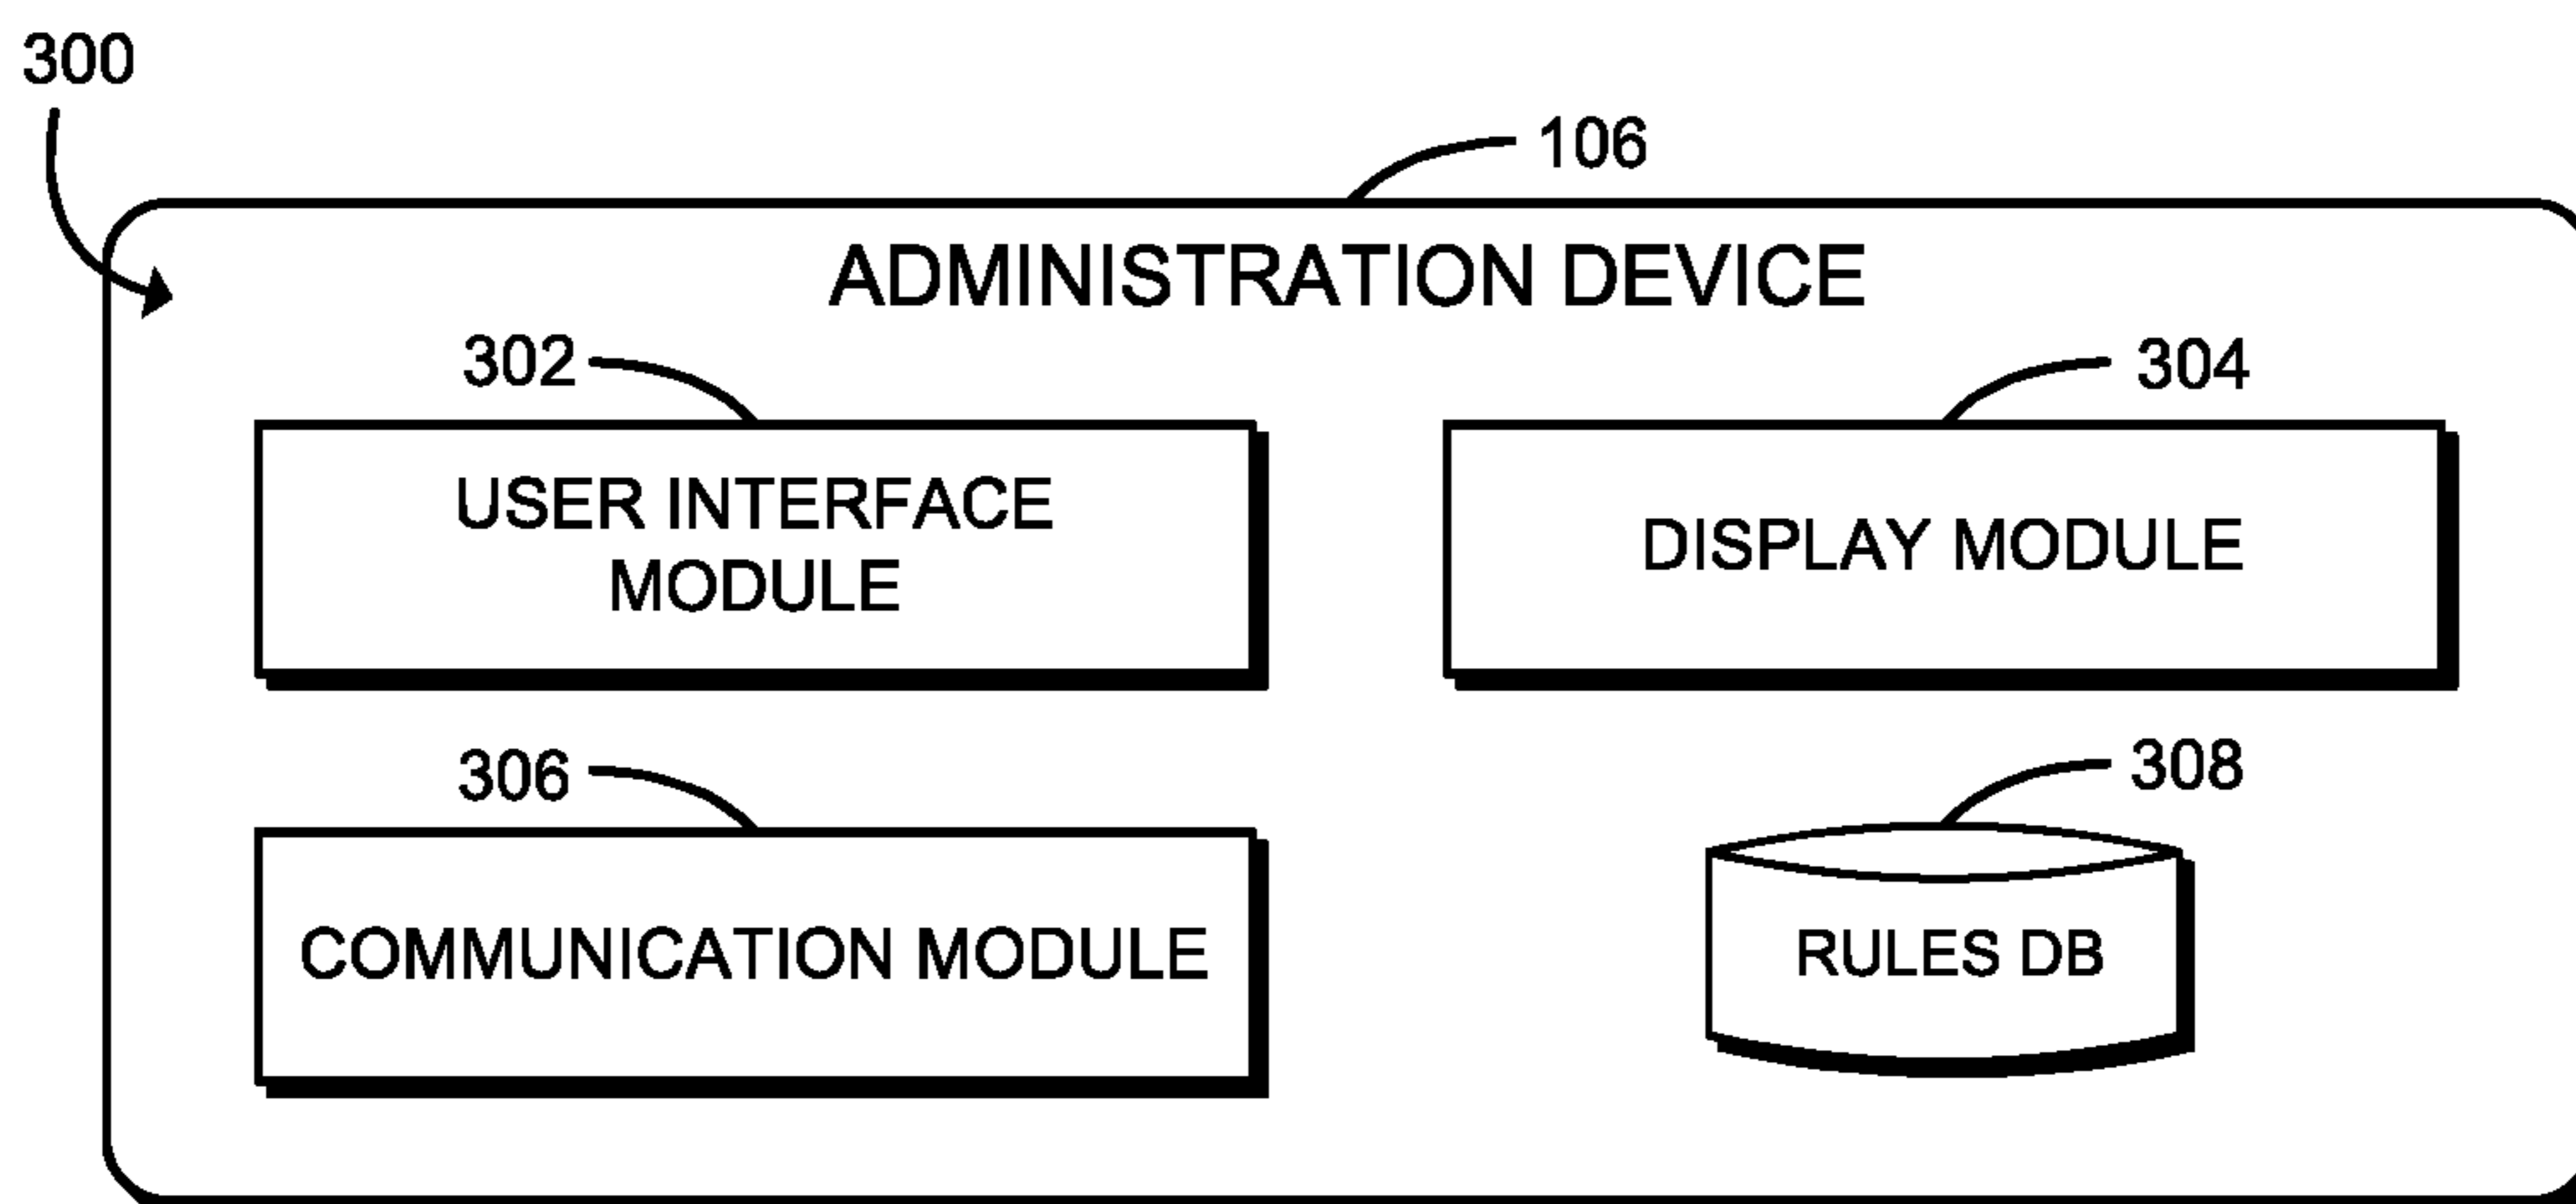 300
106
ADMINISTRATION DEVICE
302
304
USER INTERFACE
MODULE
DISPLAY MODULE
306
308
COMMUNICATION MODULE
RULES DB